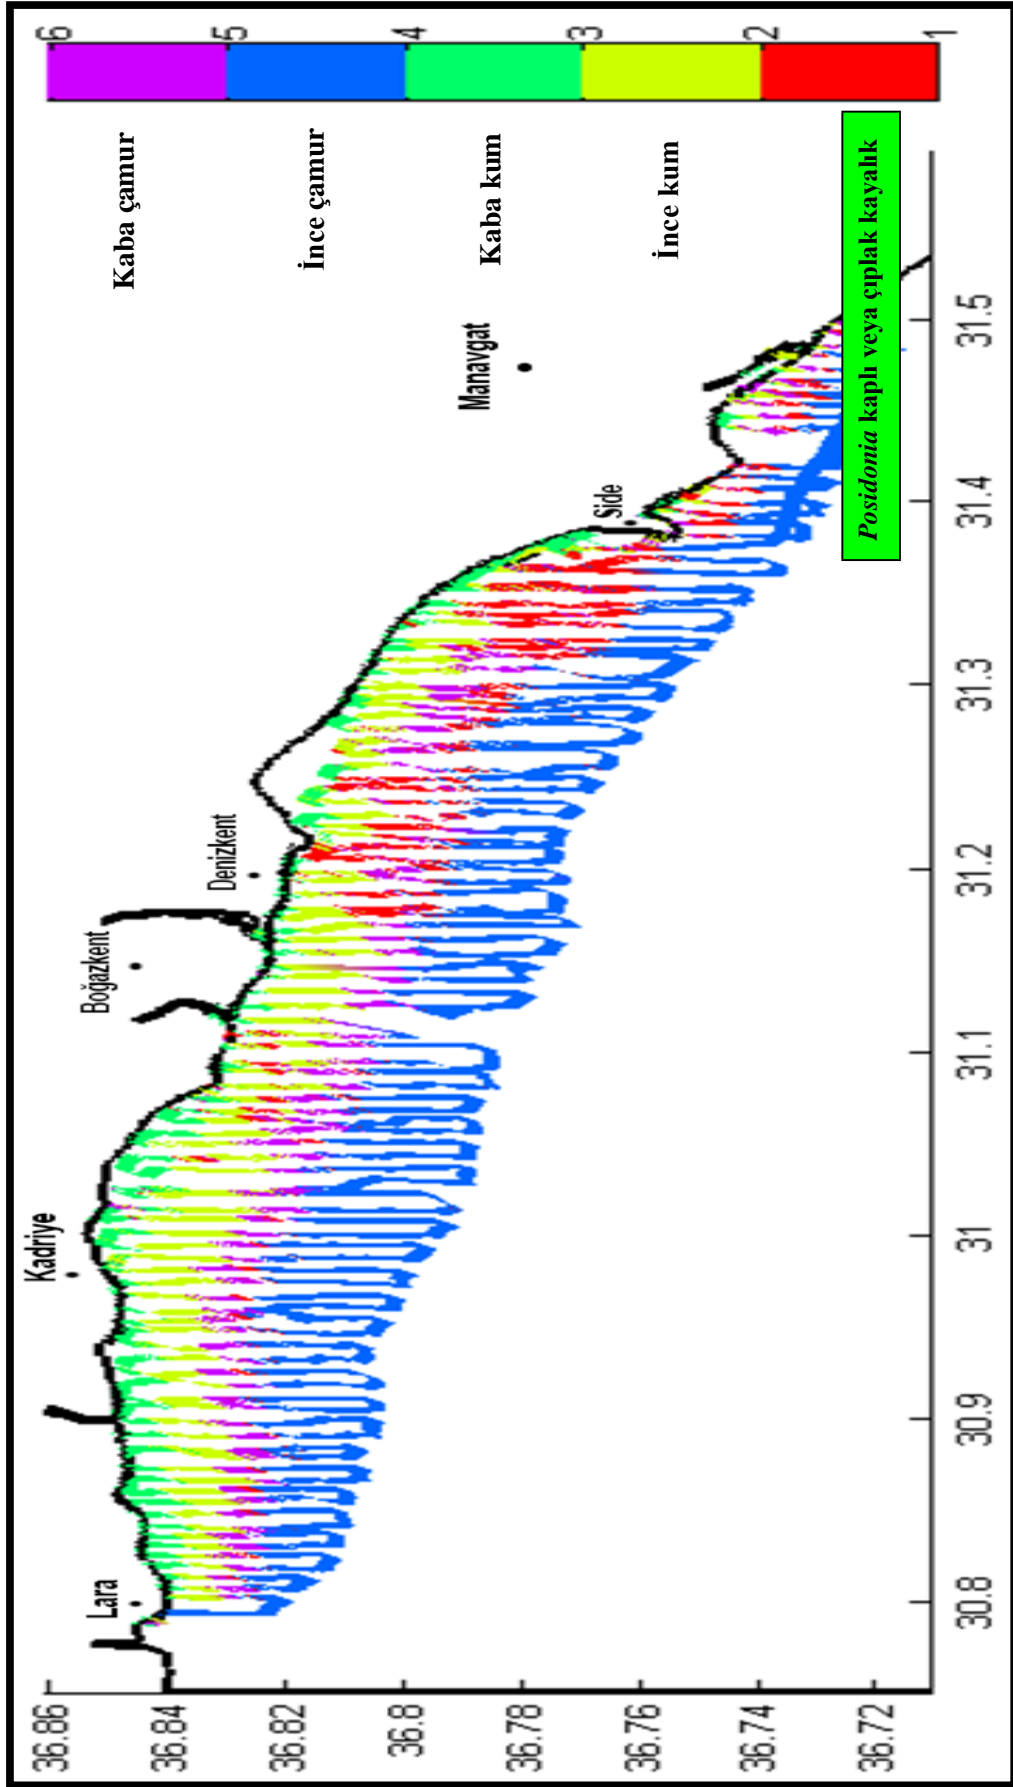 6
5
4
3
2
1
Kaba çamur
İnce çamur
Kaba kum
İnce kum
Posidonia kaplı veya çıplak kayalık
Lara
Kadriye
Boğazkent
Denizkent
Side
Manavgat
36.86
36.84
36.82
36.8
36.78
36.76
36.74
36.72
30.8
30.9
31
31.1
31.2
31.3
31.4
31.5